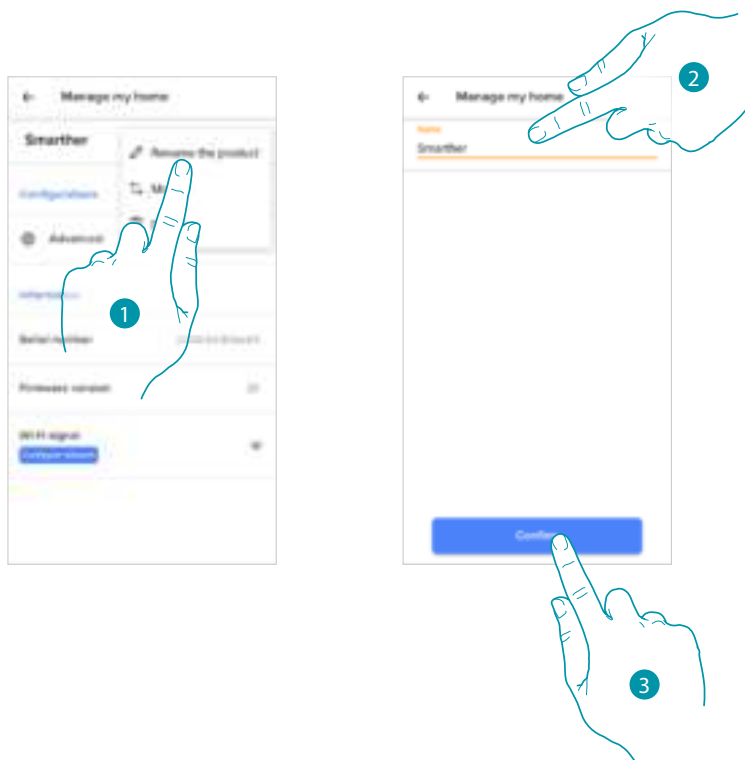 Manage my home
Smarther
Rename the product
Configurations
Advanced
1
Information
Serial number
Firmware version
Wi-Fi signal
Manage my home
2
Name
Smarther
3